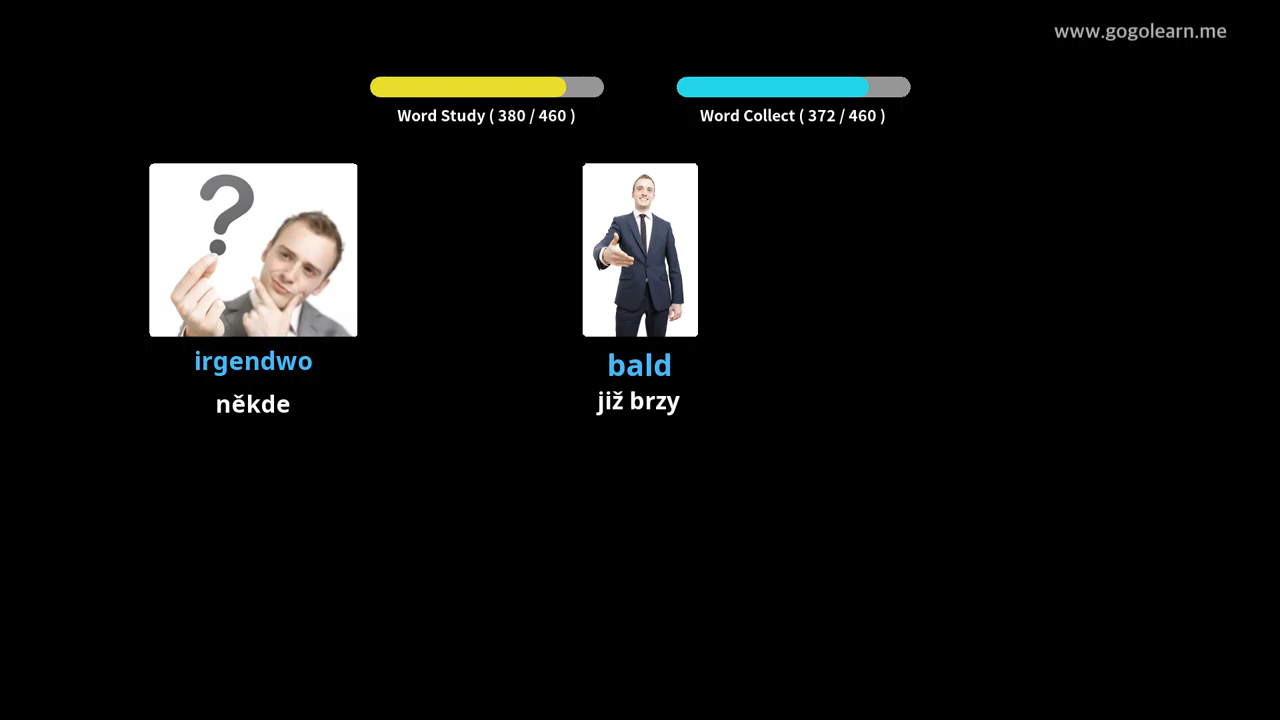 www.gogolearn.me
Word Study ( 380 / 460 )
Word Collect ( 372 / 460 )
irgendwo
někde
bald
již brzy